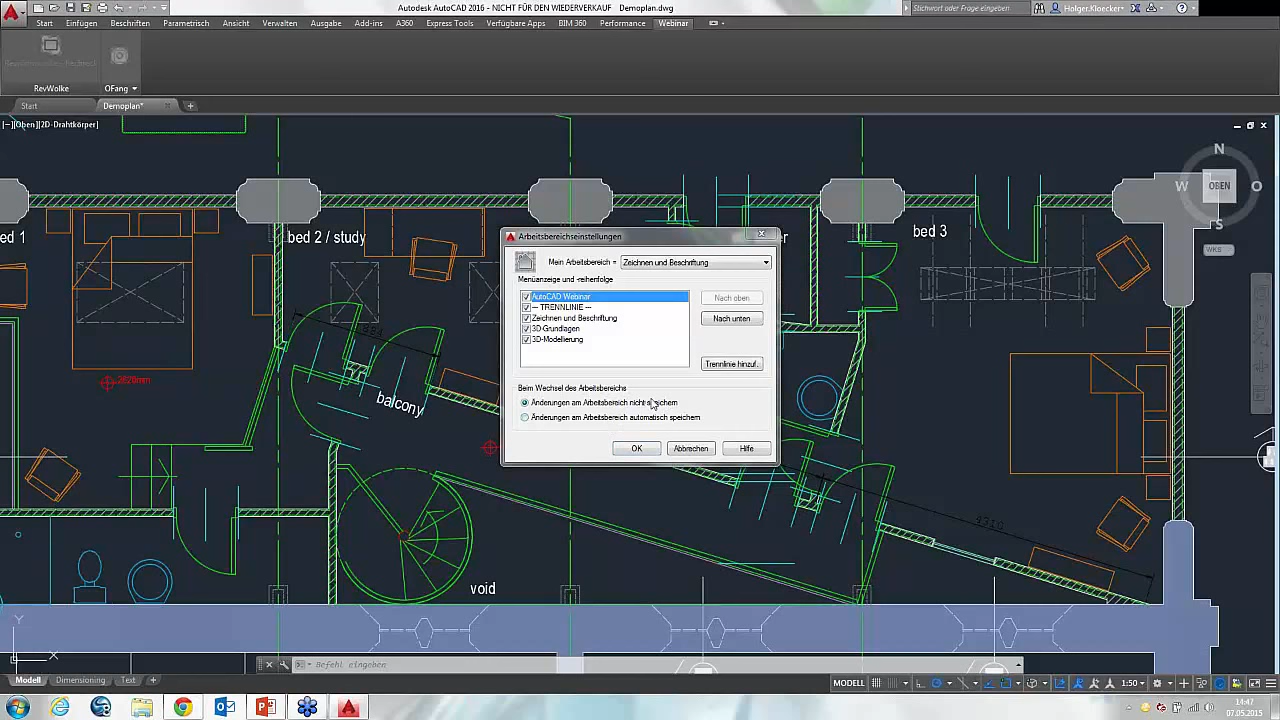 Autodesk AutoCAD 2016 - NICHT FÜR DEN WIEDERVERKAUF Demoplan.dwg
Stichwort oder Frage eingeben
Holger.Kloecker
Start Einfügen Beschriften Parametrisch Ansicht Verwalten Ausgabe Add-ins A360 Express Tools Verfügbare Apps BIM 360 Performance Webinar
RevWolke OFang
Start Demoplan*
[−][Oben][2D-Drahtkörper]
N
W OBEN O
S
WKS
ed 1
bed 2 / study
er
bed 3
2620mm
balcony
4310
void
Arbeitsbereichseinstellungen
Mein Arbeitsbereich = Zeichnen und Beschriftung
Menüanzeige und -reihenfolge
AutoCAD Webinar
--- TRENNLINIE ---
Zeichnen und Beschriftung
3D-Grundlagen
3D-Modellierung
Nach oben
Nach unten
Trennlinie hinzuf.
Beim Wechsel des Arbeitsbereichs
Änderungen am Arbeitsbereich nicht speichern
Änderungen am Arbeitsbereich automatisch speichern
OK Abbrechen Hilfe
Y
X
Befehl eingeben
Modell Dimensioning Text +
MODELL 1:50
14:47
07.05.2015